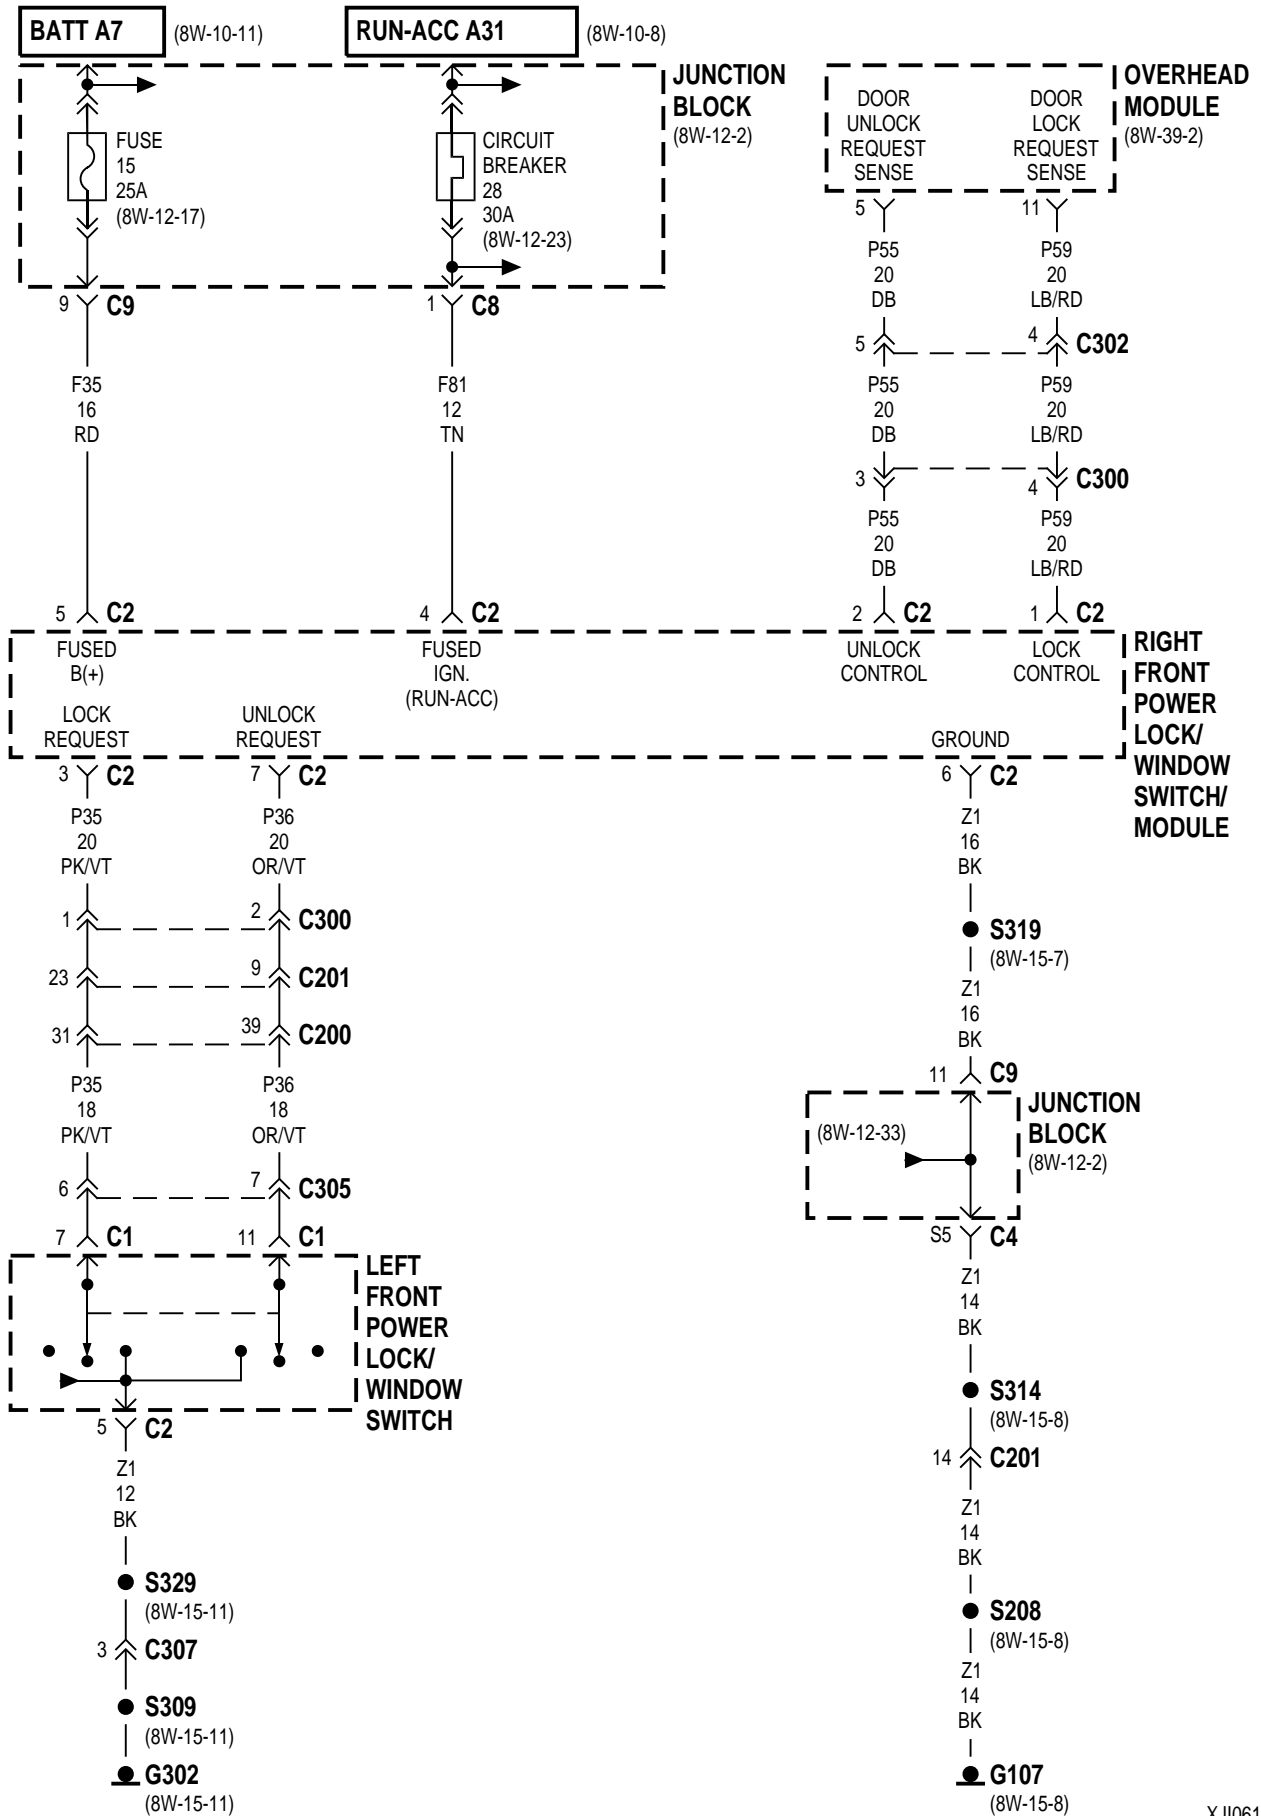 BATT A7 (8W-10-11) RUN-ACC A31 (8W-10-8)
JUNCTION
BLOCK
(8W-12-2)
OVERHEAD
MODULE
(8W-39-2)
DOOR
UNLOCK
REQUEST
SENSE
DOOR
LOCK
REQUEST
SENSE
FUSE
15
25A
(8W-12-17)
CIRCUIT
BREAKER
28
30A
(8W-12-23)
5 11
P55 P59
20 20
DB LB/RD
9 C9 1 C8
5 4 C302
F35 F81 P55 P59
16 12 20 20
RD TN DB LB/RD
3 4 C300
P55 P59
20 20
DB LB/RD
5 C2 4 C2 2 C2 1 C2
FUSED
B(+)
FUSED
IGN.
(RUN-ACC)
UNLOCK
CONTROL
LOCK
CONTROL
RIGHT
FRONT
POWER
LOCK/
WINDOW
SWITCH/
MODULE
LOCK
REQUEST
UNLOCK
REQUEST
GROUND
3 C2 7 C2 6 C2
P35 P36 Z1
20 20 16
PK/VT OR/VT BK
1 2 C300
S319
(8W-15-7)
23 9 C201
Z1
16
BK
31 39 C200
11 C9
P35 P36
18 18
PK/VT OR/VT
JUNCTION
BLOCK
(8W-12-2)
(8W-12-33)
6 7 C305
7 C1 11 C1 S5 C4
LEFT
FRONT
POWER
LOCK/
WINDOW
SWITCH
Z1
14
BK
S314
(8W-15-8)
5 C2
14 C201
Z1
12
BK
Z1
14
BK
S329
(8W-15-11)
S208
(8W-15-8)
3 C307
Z1
14
BK
S309
(8W-15-11)
G302
(8W-15-11)
G107
(8W-15-8)